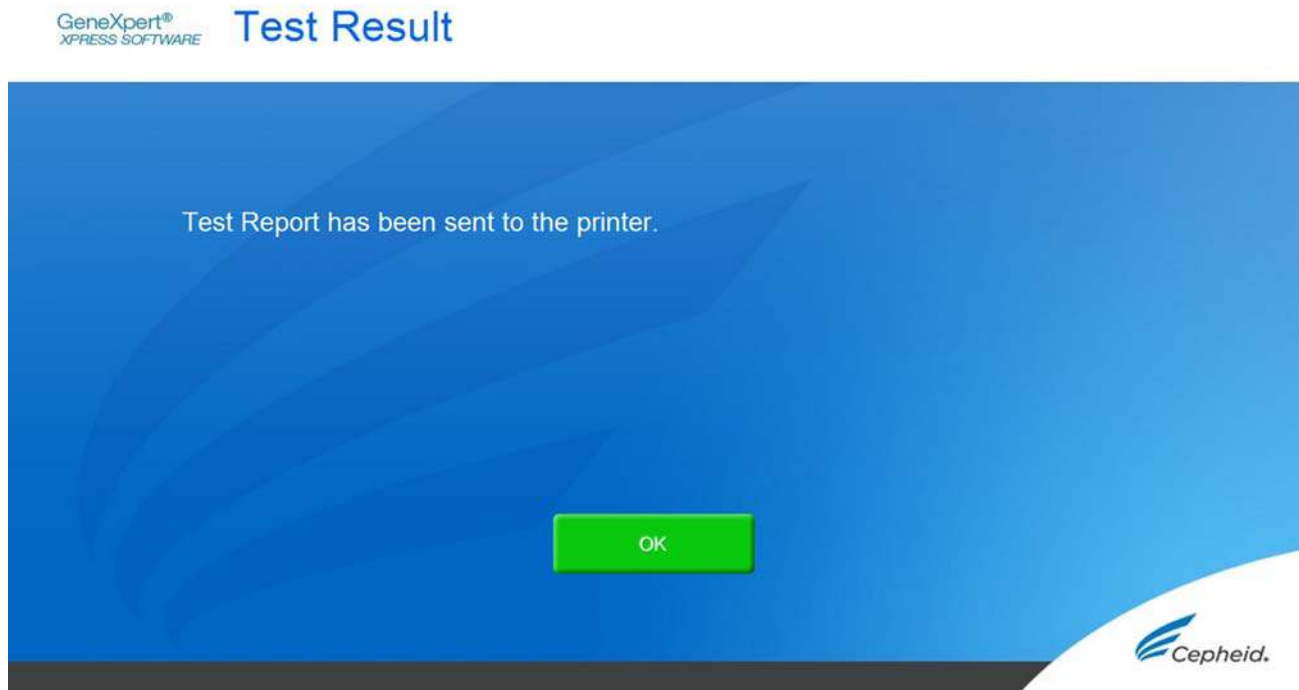 GeneXpert®
XPRESS SOFTWARE
Test Result
Test Report has been sent to the printer.
OK
Cepheid.